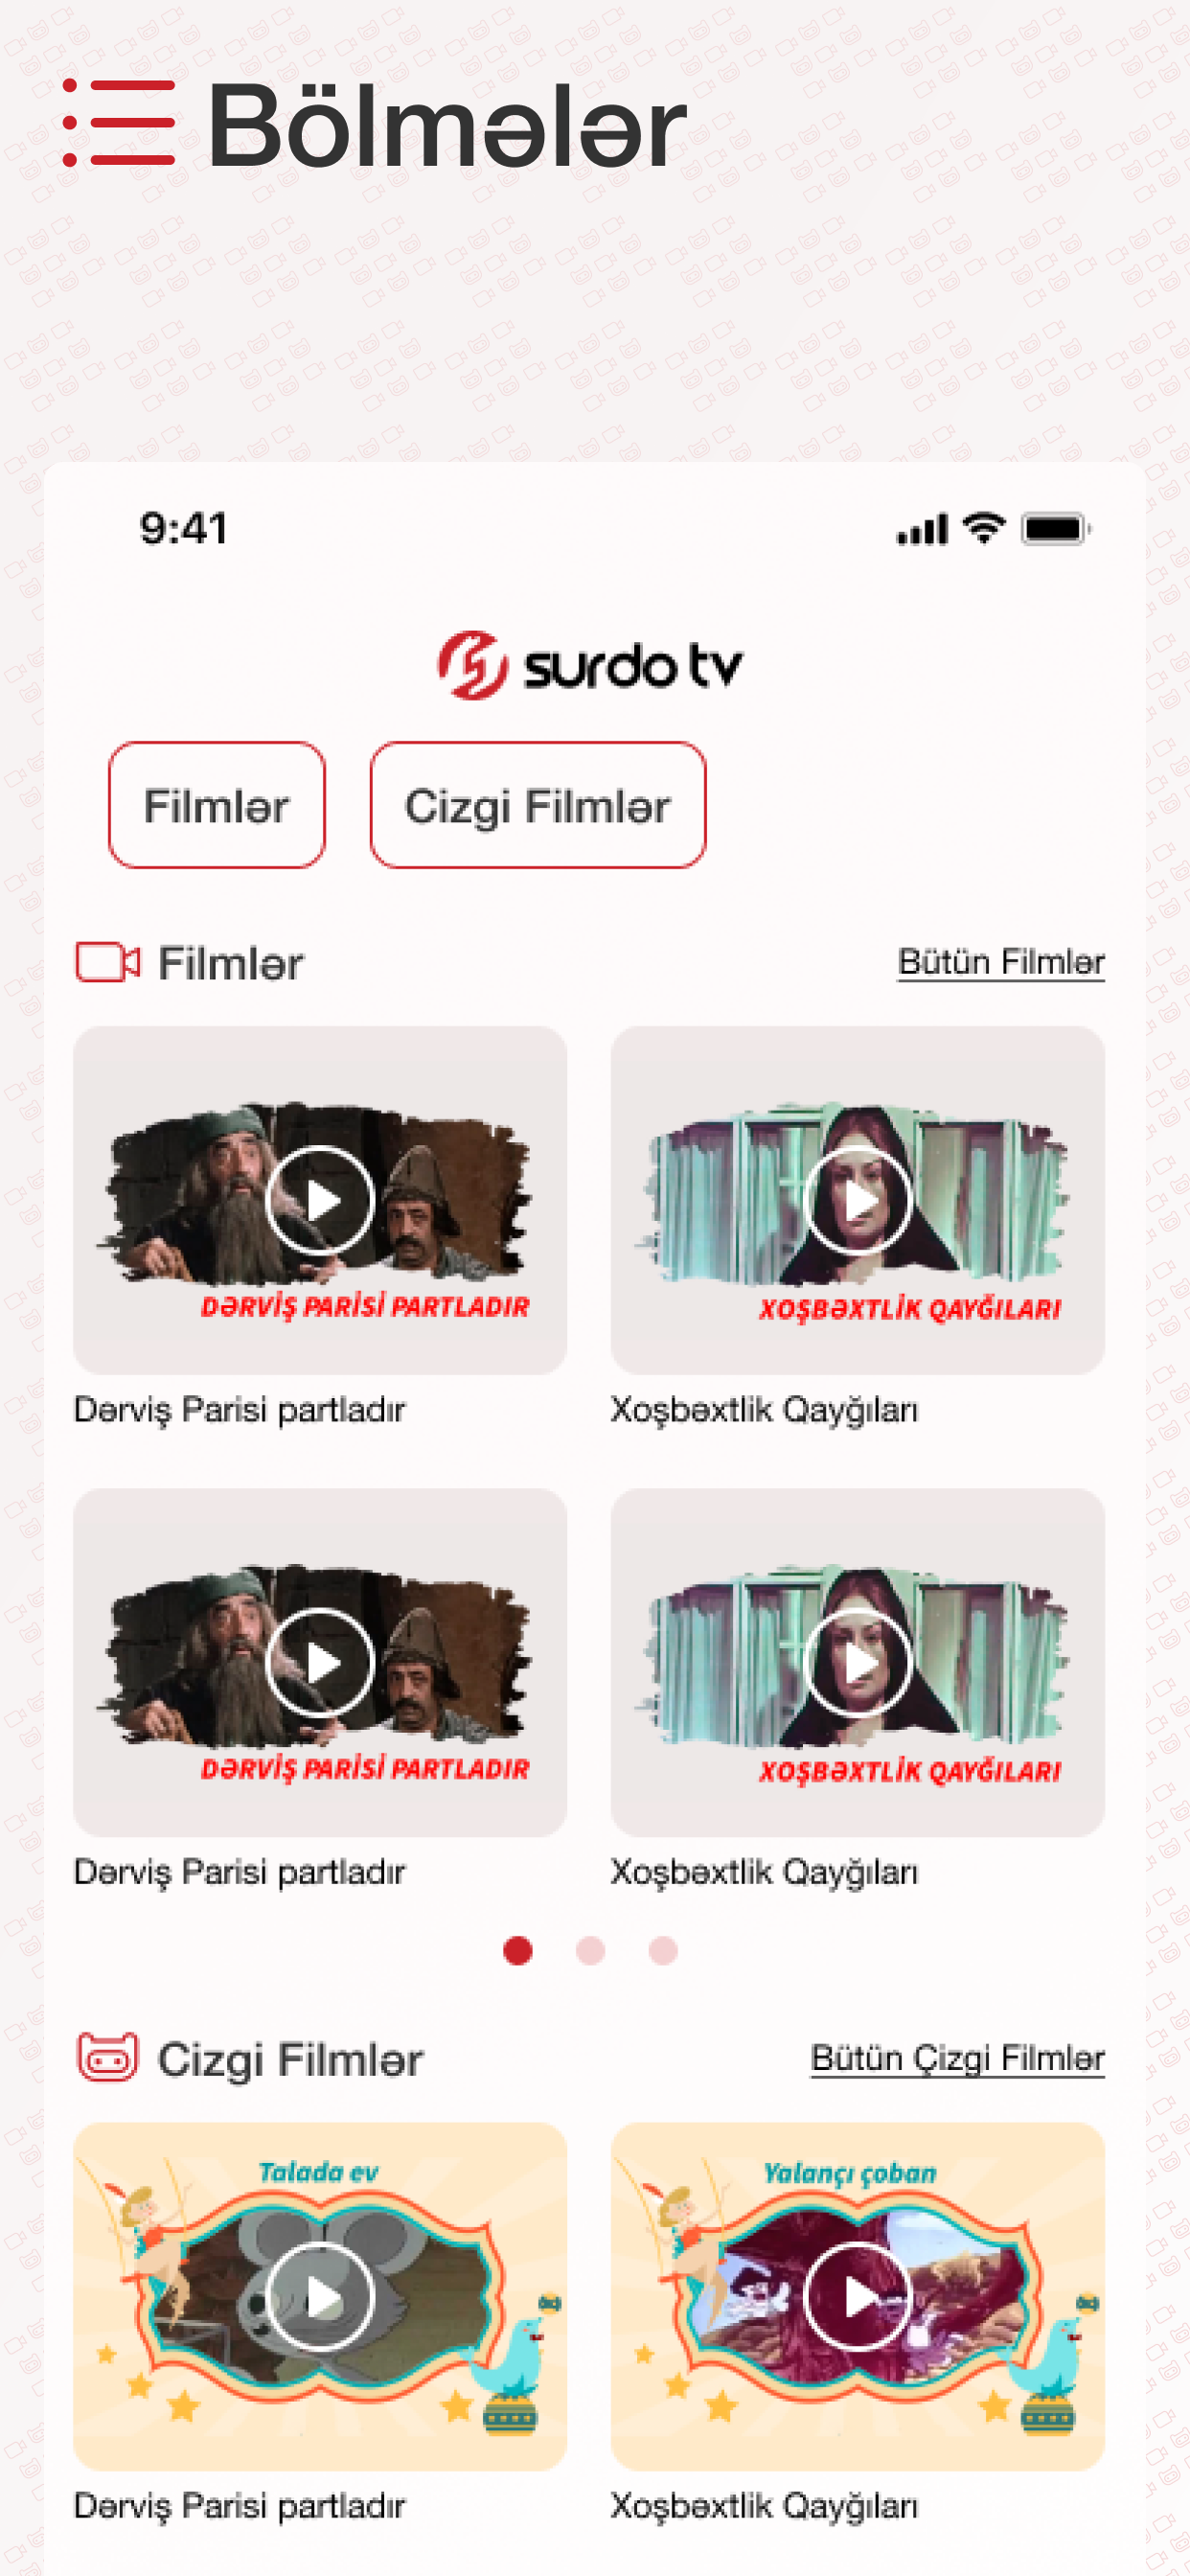 Bölmələr
9:41
surdo tv
Filmlər
Cizgi Filmlər
Filmlər
Bütün Filmlər
DƏRVİŞ PARİSİ PARTLADIR
XOŞBƏXTLİK QAYĞILARI
Dərviş Parisi partladır
Xoşbəxtlik Qayğıları
DƏRVİŞ PARİSİ PARTLADIR
XOŞBƏXTLİK QAYĞILARI
Dərviş Parisi partladır
Xoşbəxtlik Qayğıları
Cizgi Filmlər
Bütün Çizgi Filmlər
Talada ev
Yalançı çoban
Dərviş Parisi partladır
Xoşbəxtlik Qayğıları